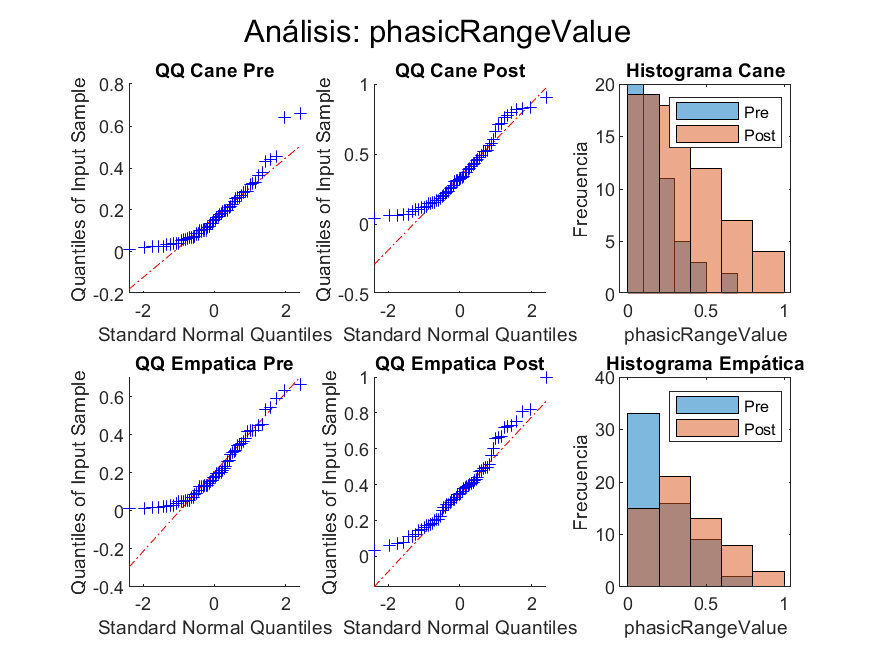 Análisis: phasicRangeValue
QQ Cane Pre
Quantiles of Input Sample
0.8
0.6
0.4
0.2
0
-0.2
-2 0 2
Standard Normal Quantiles
QQ Cane Post
Quantiles of Input Sample
1
0.5
0
-0.5
-2 0 2
Standard Normal Quantiles
Histograma Cane
Frecuencia
20
15
10
5
0
Pre
Post
0 0.5 1
phasicRangeValue
QQ Empatica Pre
Quantiles of Input Sample
0.6
0.4
0.2
0
-0.2
-0.4
-2 0 2
Standard Normal Quantiles
QQ Empatica Post
Quantiles of Input Sample
1
0.8
0.6
0.4
0.2
0
-2 0 2
Standard Normal Quantiles
Histograma Empática
Frecuencia
40
30
20
10
0
Pre
Post
0 0.5 1
phasicRangeValue